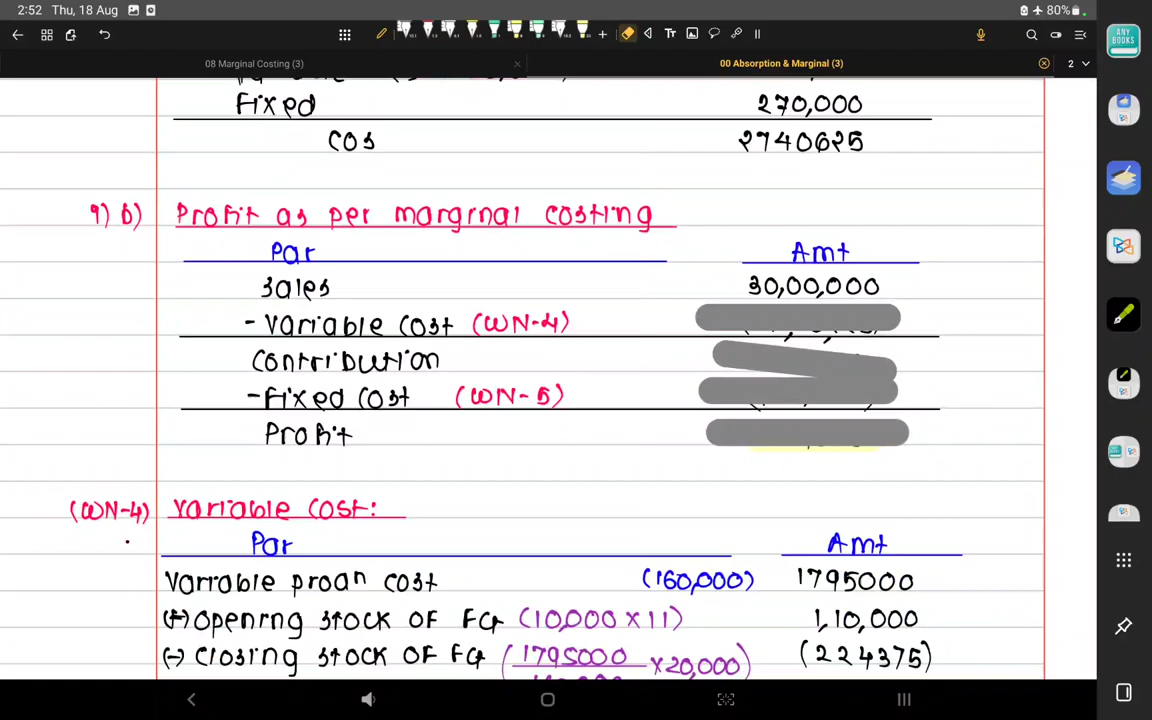 2:52 Thu, 18 Aug
80%
08 Marginal Costing (3)
00 Absorption & Marginal (3)
2
ANY BOOKS
Fixed 270,000
COS 2740625
9) b) Profit as per marginal costing
Par Amt
Sales 30,00,000
- Variable Cost (WN-4)
Contribution
- Fixed Cost (WN-5)
Profit
(WN-4) Variable Cost:
Par Amt
Variable prodn cost (160,000) 1795000
(+) Opening stock OF FG (10,000 × 11) 1,10,000
(-) Closing stock OF FG (1795000 × 20,000) (224375)